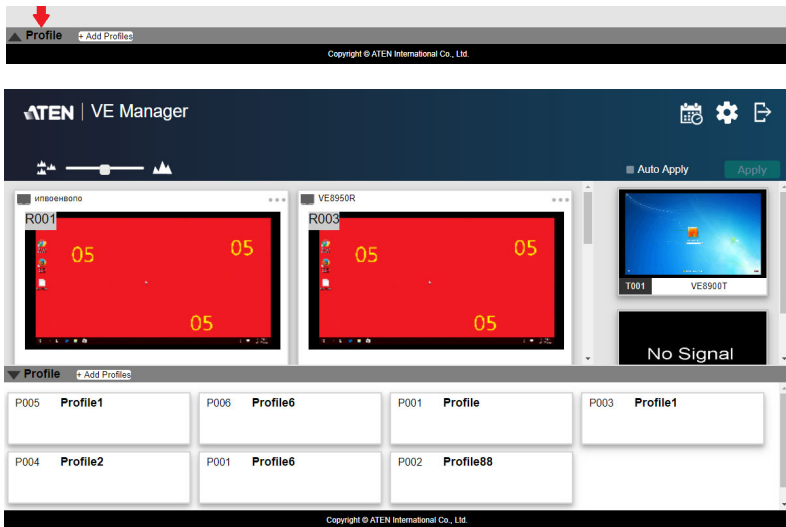 Profile + Add Profiles
Copyright © ATEN International Co., Ltd.
ATEN | VE Manager
Auto Apply Apply
ипвоенвопо
R001
05
05
05
VE8950R
R003
05
05
05
T001 VE8900T
No Signal
Profile + Add Profiles
P005 Profile1
P006 Profile6
P001 Profile
P003 Profile1
P004 Profile2
P001 Profile6
P002 Profile88
Copyright © ATEN International Co., Ltd.